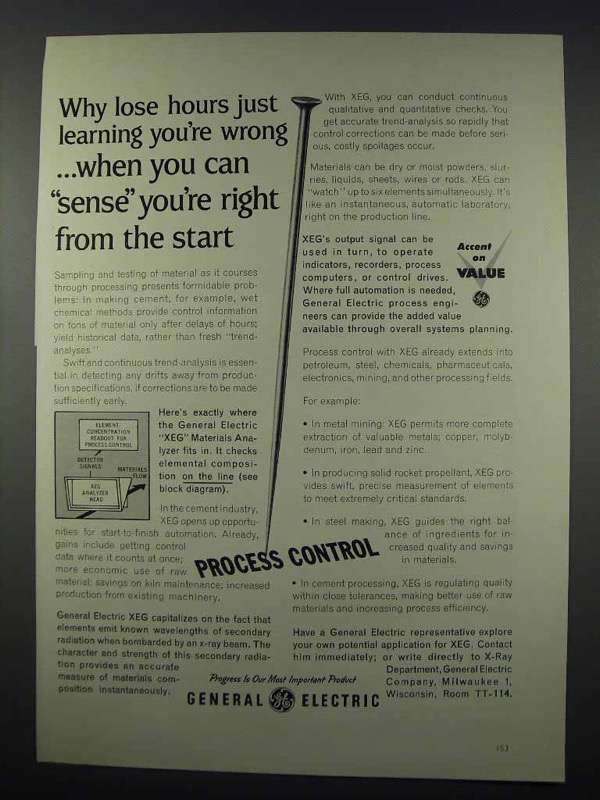 Why lose hours just
learning you're wrong
...when you can
"sense" you're right
from the start
Sampling and testing of material as it courses
through processing presents formidable prob-
lems: In making cement, for example, wet
chemical methods provide control information
on tons of material only after delays of hours;
yield historical data, rather than fresh "trend-
analyses."
Swift and continuous trend-analysis is essen-
tial in detecting any drifts away from produc-
tion specifications, if corrections are to be made
sufficiently early.
ELEMENT
CONCENTRATION
READOUT FOR
PROCESS CONTROL
DETECTOR
SIGNALS
MATERIALS
FLOW
XEG
ANALYZER
HEAD
Here's exactly where
the General Electric
"XEG" Materials Ana-
lyzer fits in. It checks
elemental composi-
tion on the line (see
block diagram).
In the cement industry,
XEG opens up opportu-
nities for start-to-finish automation. Already,
gains include getting control
data where it counts at once;
more economic use of raw
material; savings on kiln maintenance; increased
production from existing machinery.
General Electric XEG capitalizes on the fact that
elements emit known wavelengths of secondary
radiation when bombarded by an x-ray beam. The
character and strength of this secondary radia-
tion provides an accurate
measure of materials com-
position instantaneously.
PROCESS CONTROL
With XEG, you can conduct continuous
qualitative and quantitative checks. You
get accurate trend-analysis so rapidly that
control corrections can be made before seri-
ous, costly spoilages occur.
Materials can be dry or moist powders, slur-
ries, liquids, sheets, wires or rods. XEG can
"watch" up to six elements simultaneously. It's
like an instantaneous, automatic laboratory,
right on the production line.
XEG's output signal can be
used in turn, to operate
indicators, recorders, process
computers, or control drives.
Where full automation is needed,
General Electric process engi-
neers can provide the added value
available through overall systems planning.
Accent
on
VALUE
GE
Process control with XEG already extends into
petroleum, steel, chemicals, pharmaceuticals,
electronics, mining, and other processing fields.
For example:
• In metal mining: XEG permits more complete
extraction of valuable metals; copper, molyb-
denum, iron, lead and zinc.
• In producing solid rocket propellant, XEG pro-
vides swift, precise measurement of elements
to meet extremely critical standards.
• In steel making, XEG guides the right bal-
ance of ingredients for in-
creased quality and savings
in materials.
• In cement processing, XEG is regulating quality
within close tolerances, making better use of raw
materials and increasing process efficiency.
Have a General Electric representative explore
your own potential application for XEG. Contact
him immediately; or write directly to X-Ray
Department, General Electric
Company, Milwaukee 1,
Wisconsin, Room TT-114.
Progress Is Our Most Important Product
GENERAL GE ELECTRIC
153